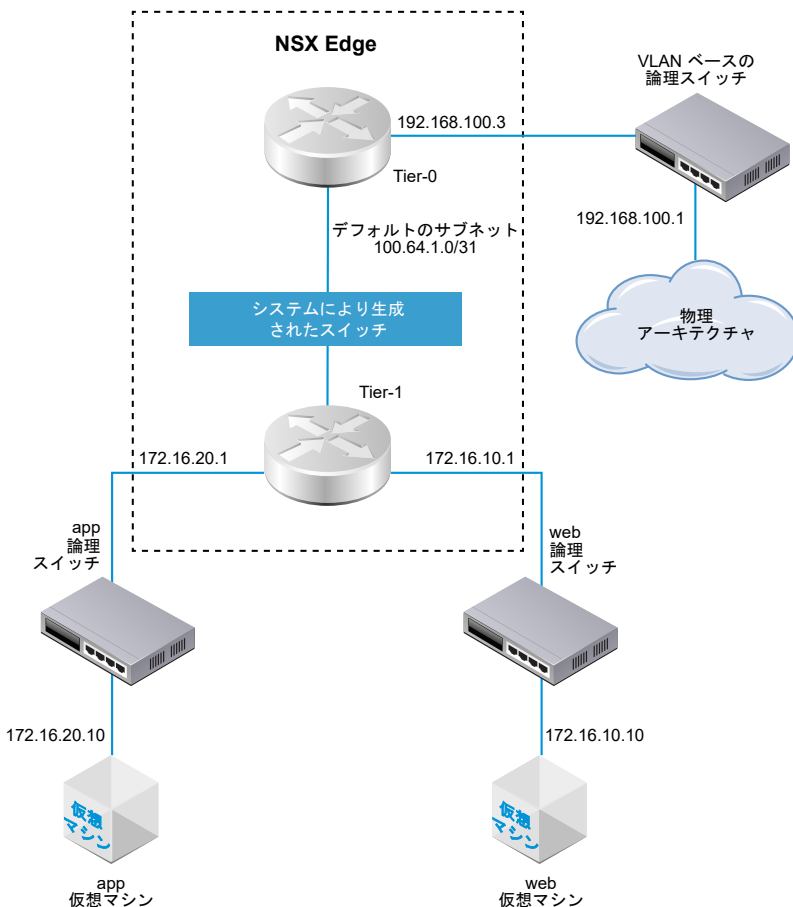 NSX Edge
VLAN ベースの
論理スイッチ
192.168.100.3
Tier-0
192.168.100.1
デフォルトのサブネット
100.64.1.0/31
システムにより生成
されたスイッチ
物理
アーキテクチャ
Tier-1
172.16.20.1
172.16.10.1
app
論理
スイッチ
web
論理
スイッチ
172.16.20.10
172.16.10.10
仮想
マシン
仮想
マシン
app
仮想マシン
web
仮想マシン